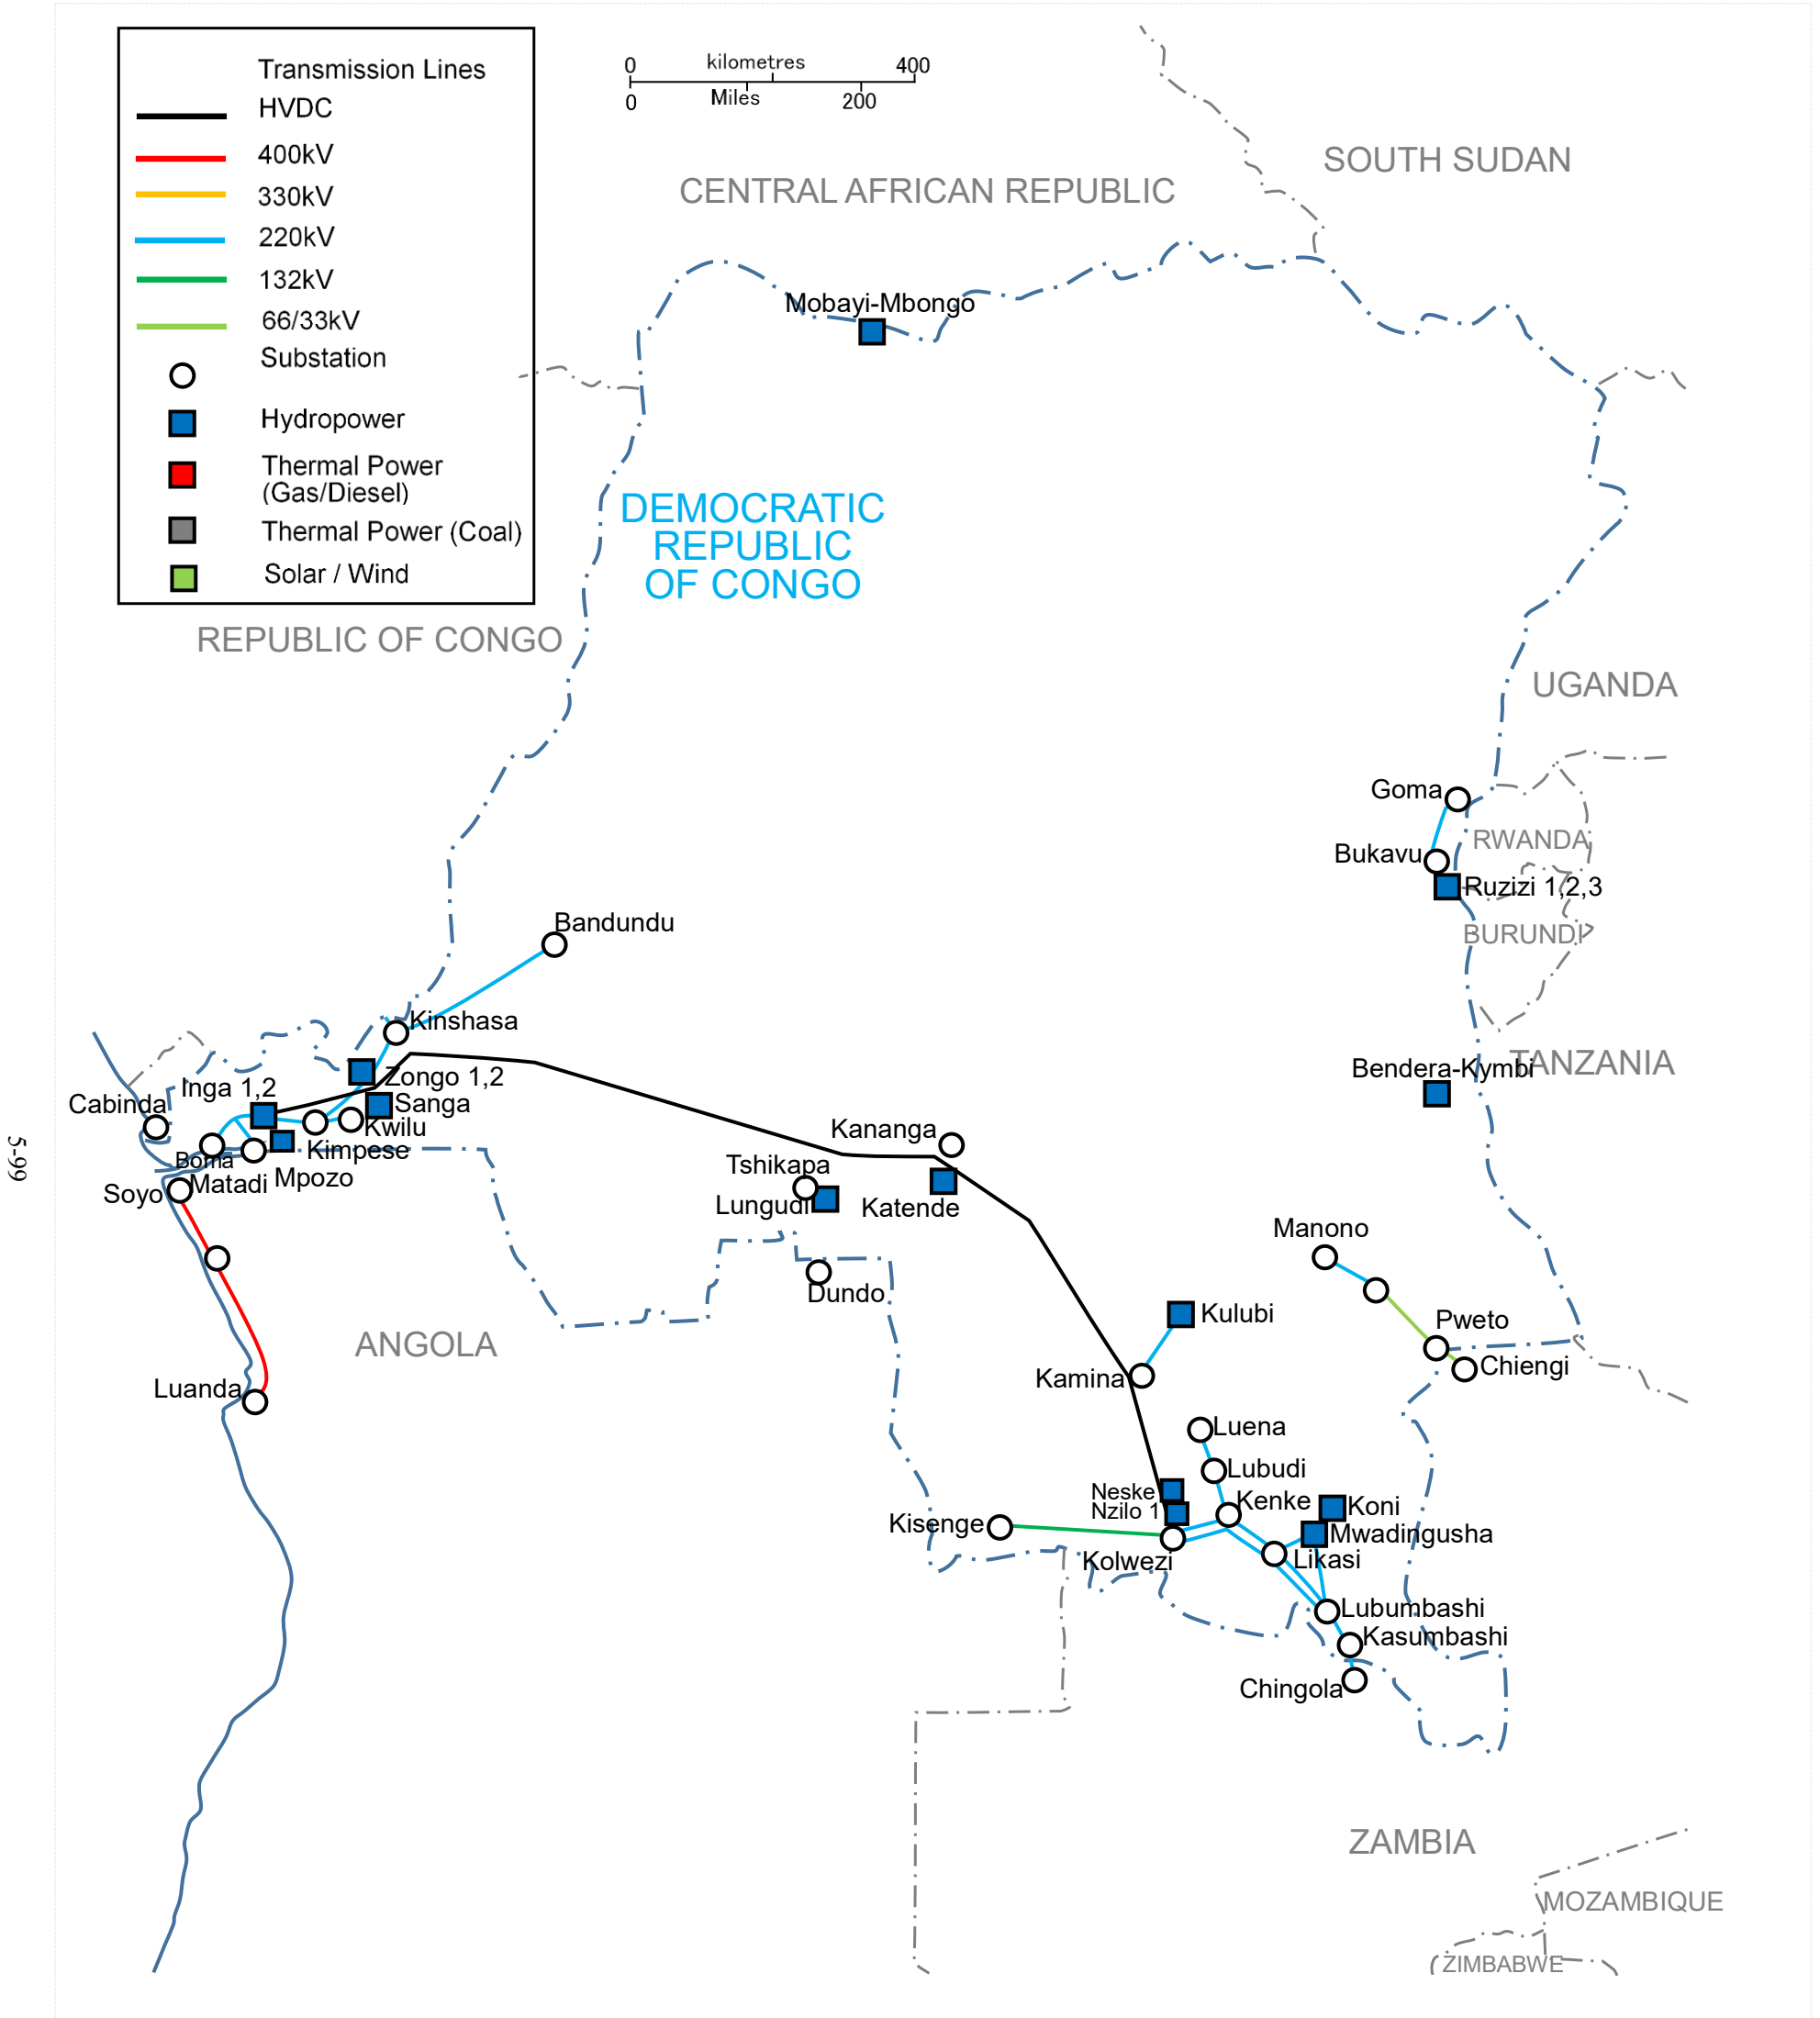 Transmission Lines
HVDC
400kV
330kV
220kV
132kV
66/33kV
Substation
Hydropower
Thermal Power
(Gas/Diesel)
Thermal Power (Coal)
Solar / Wind
0 kilometres 400
0 Miles 200
SOUTH SUDAN
CENTRAL AFRICAN REPUBLIC
Mobayi-Mbongo
DEMOCRATIC
REPUBLIC
OF CONGO
REPUBLIC OF CONGO
UGANDA
Goma
RWANDA
Bukavu
Ruzizi 1,2,3
BURUNDI
Bandundu
Kinshasa
TANZANIA
Bendera-Kymbi
Zongo 1,2
Inga 1,2
Sanga
Cabinda
Kwilu
Kimpese
Boma
Matadi
Mpozo
Soyo
Kananga
Tshikapa
Lungudi
Katende
5-99
Manono
Dundo
Kulubi
Pweto
ANGOLA
Chiengi
Kamina
Luanda
Luena
Lubudi
Neske
Nzilo 1
Kenke
Koni
Kisenge
Mwadingusha
Kolwezi
Likasi
Lubumbashi
Kasumbashi
Chingola
ZAMBIA
MOZAMBIQUE
ZIMBABWE